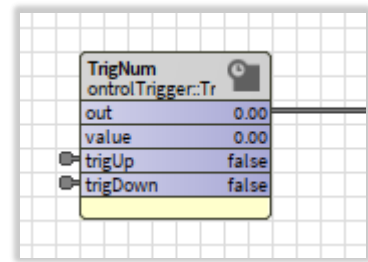 TrigNum
ontrolTrigger::Tr
out 0.00
value 0.00
trigUp false
trigDown false